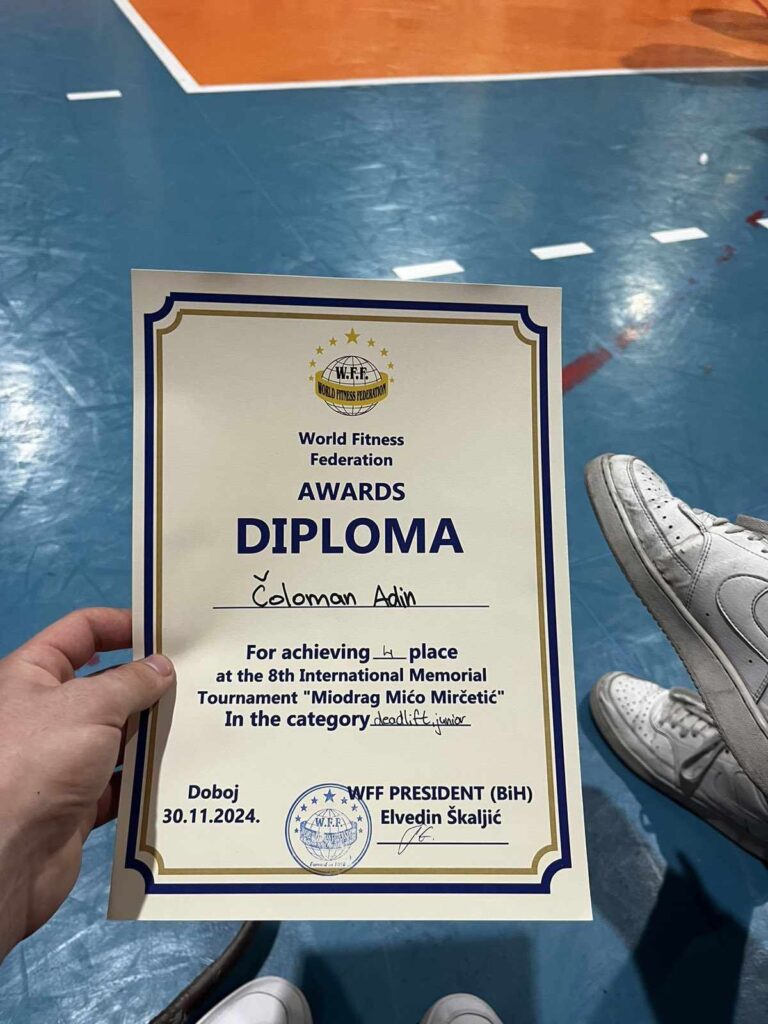 W.F.F.
WORLD FITNESS FEDERATION
World Fitness
Federation
AWARDS
DIPLOMA
Čoloman Adin
For achieving 4 place
at the 8th International Memorial
Tournament "Miodrag Mićo Mirčetić"
In the category deadlift, junior
Doboj
30.11.2024.
WFF PRESIDENT (BiH)
Elvedin Škaljić
W.F.F.